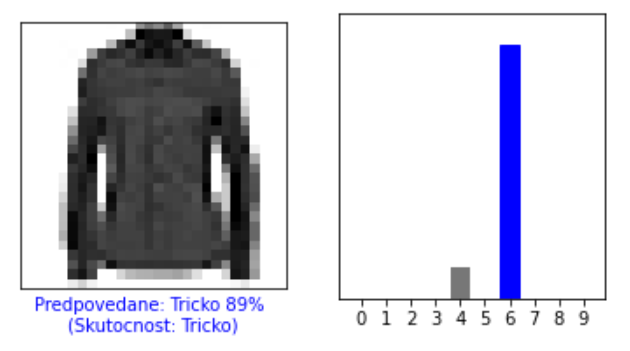 Predpovedane: Tricko 89%
(Skutocnost: Tricko)
0 1 2 3 4 5 6 7 8 9